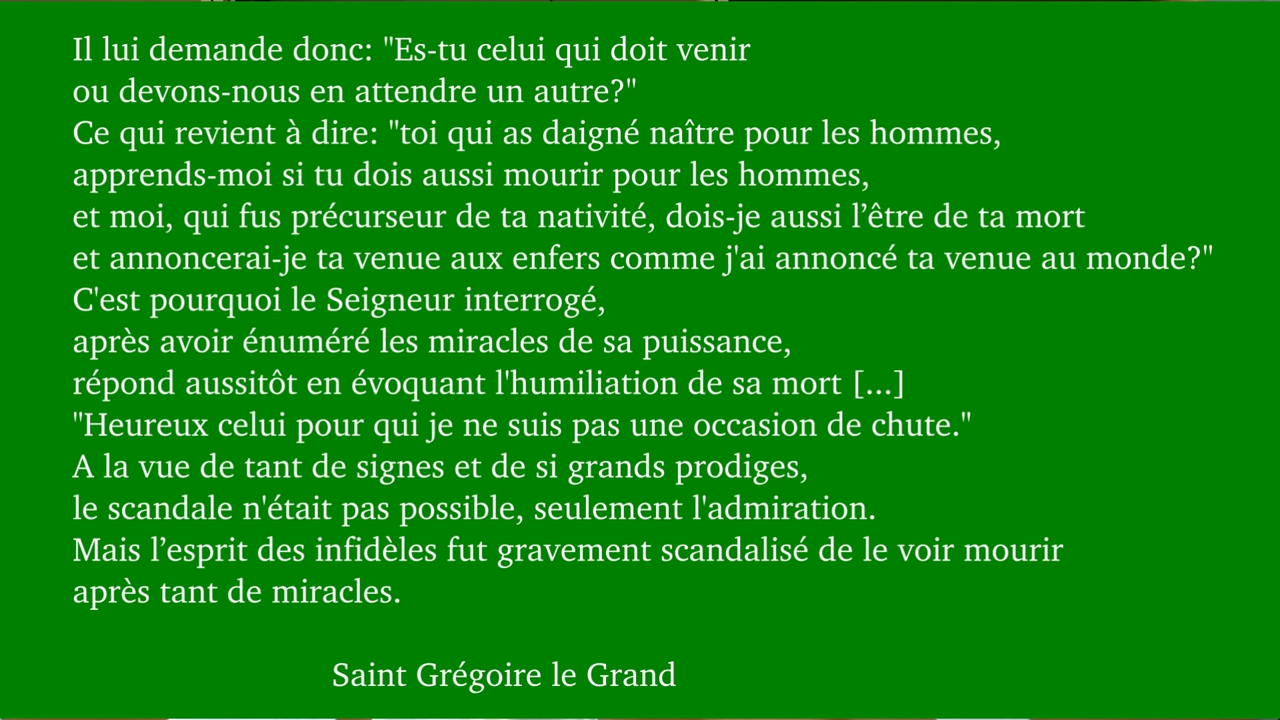 Il lui demande donc: "Es-tu celui qui doit venir
ou devons-nous en attendre un autre?"
Ce qui revient à dire: "toi qui as daigné naître pour les hommes,
apprends-moi si tu dois aussi mourir pour les hommes,
et moi, qui fus précurseur de ta nativité, dois-je aussi l’être de ta mort
et annoncerai-je ta venue aux enfers comme j'ai annoncé ta venue au monde?"
C'est pourquoi le Seigneur interrogé,
après avoir énuméré les miracles de sa puissance,
répond aussitôt en évoquant l'humiliation de sa mort [...]
"Heureux celui pour qui je ne suis pas une occasion de chute."
A la vue de tant de signes et de si grands prodiges,
le scandale n'était pas possible, seulement l'admiration.
Mais l’esprit des infidèles fut gravement scandalisé de le voir mourir
après tant de miracles.
Saint Grégoire le Grand